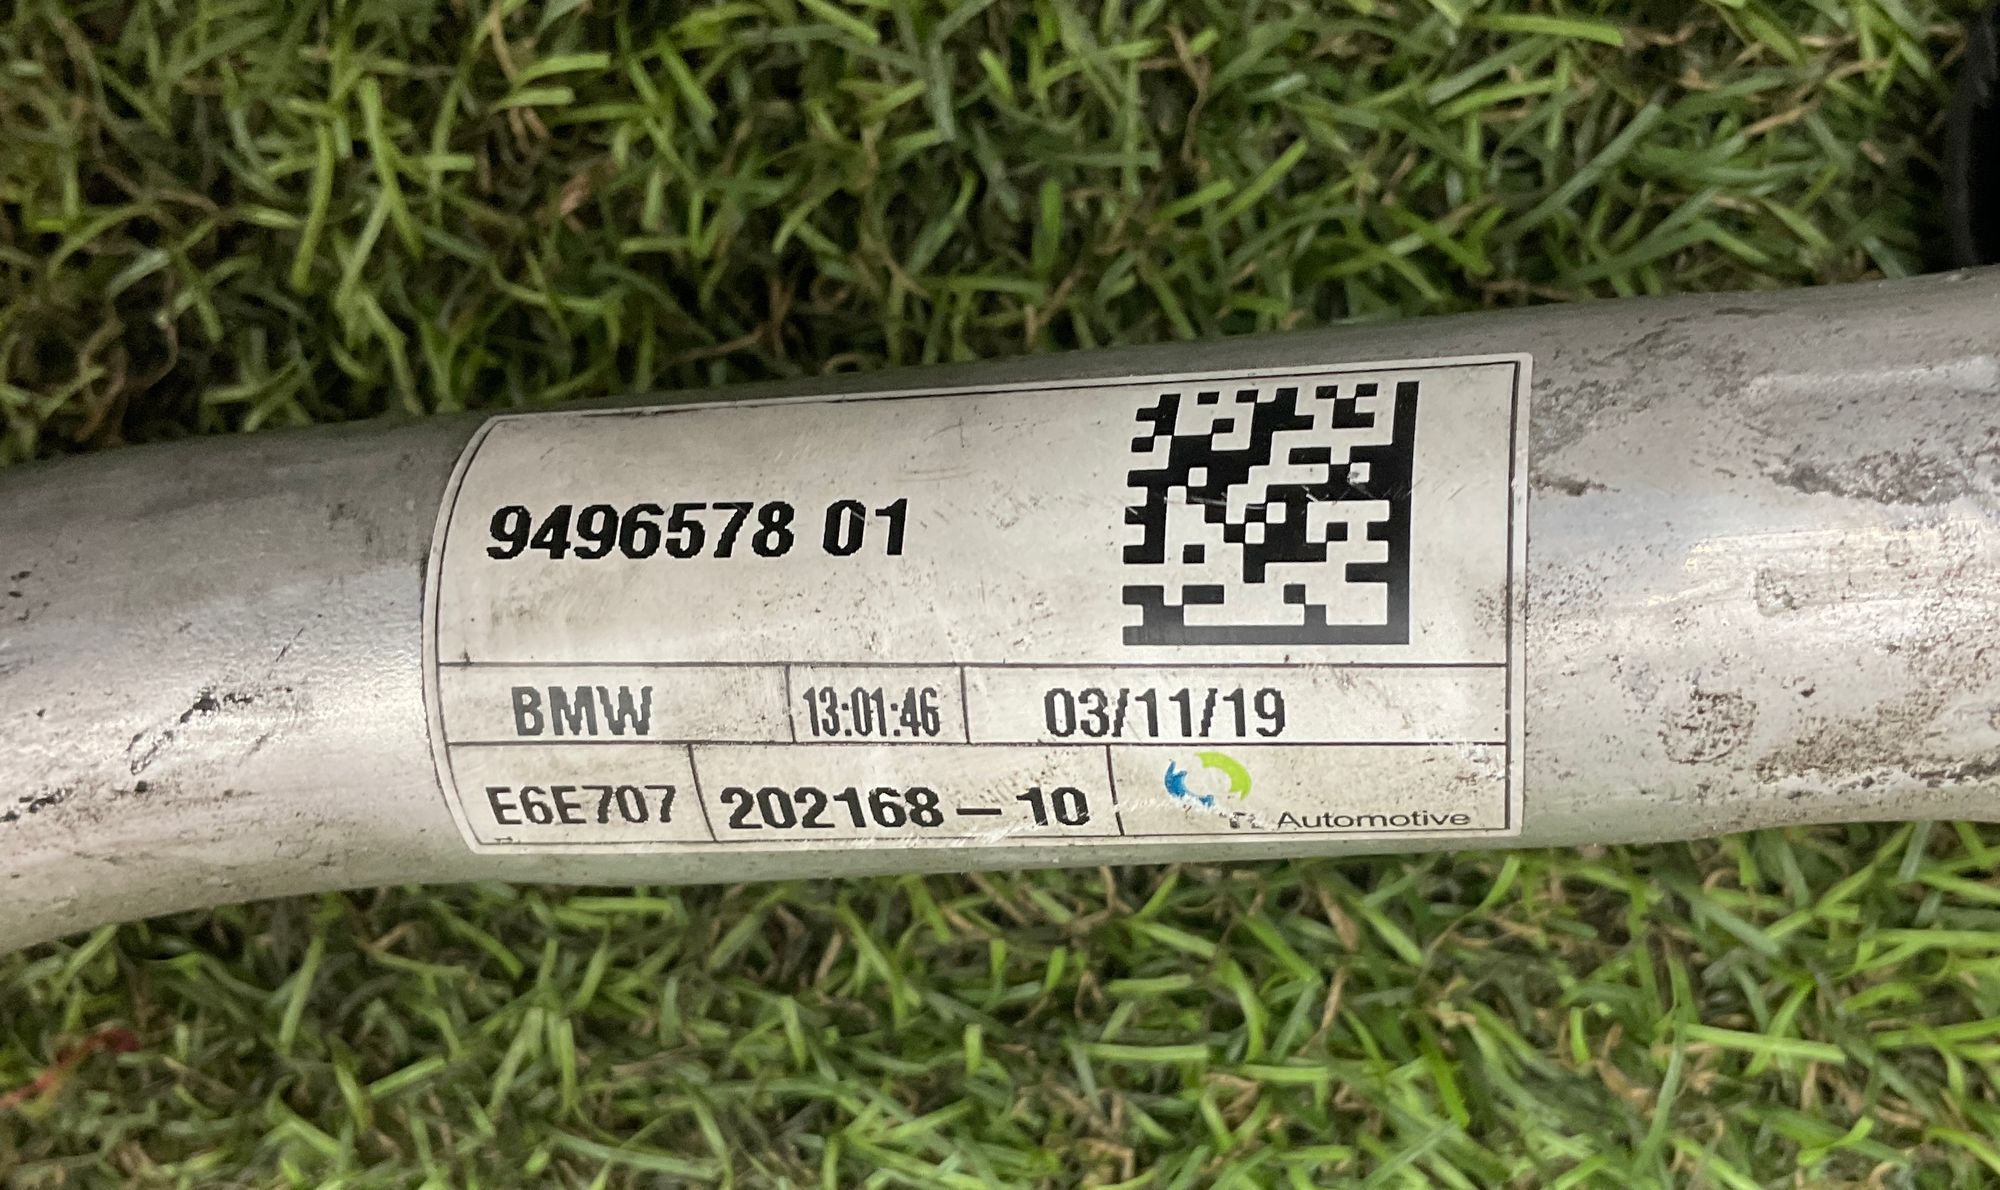 9496578 01
BMW 13:01:46 03/11/19
E6E707 202168-10 Automotive